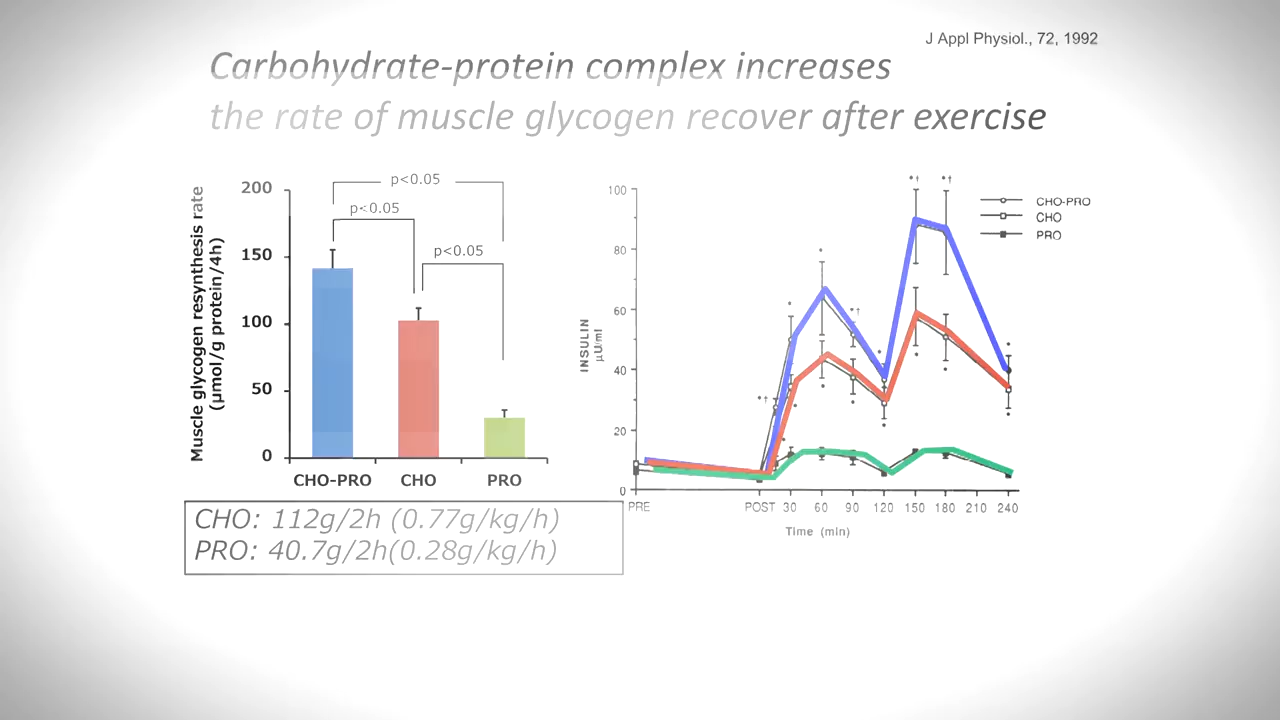 J Appl Physiol., 72, 1992
Carbohydrate-protein complex increases
the rate of muscle glycogen recover after exercise
Muscle glycogen resynthesis rate
(μmol/g protein/4h)
200
150
100
50
0
p<0.05
p<0.05
p<0.05
CHO-PRO CHO PRO
CHO: 112g/2h (0.77g/kg/h)
PRO: 40.7g/2h(0.28g/kg/h)
INSULIN
μU/ml
100
80
60
40
20
0
*†
*
*
*†
*
*†
*†
*
*
*
*
*
*
*
*
*
CHO-PRO
CHO
PRO
PRE POST 30 60 90 120 150 180 210 240
Time (min)